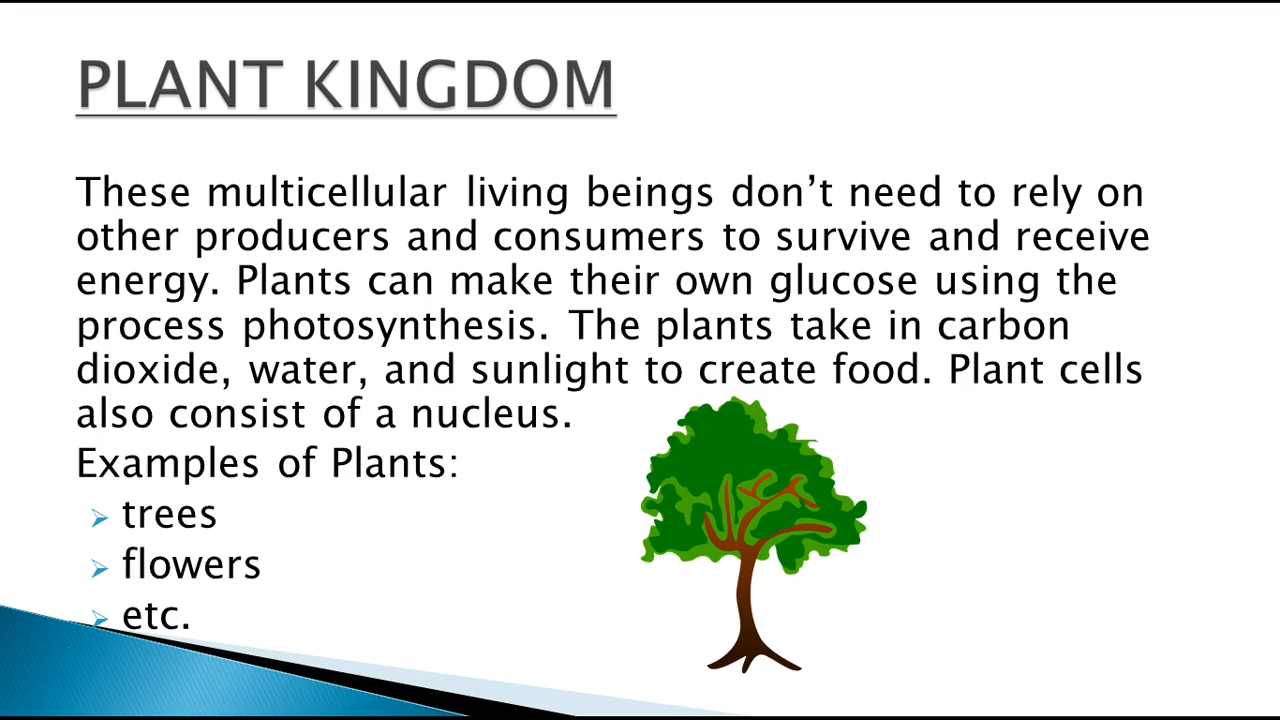 PLANT KINGDOM
These multicellular living beings don’t need to rely on
other producers and consumers to survive and receive
energy. Plants can make their own glucose using the
process photosynthesis. The plants take in carbon
dioxide, water, and sunlight to create food. Plant cells
also consist of a nucleus.
Examples of Plants:
trees
flowers
etc.